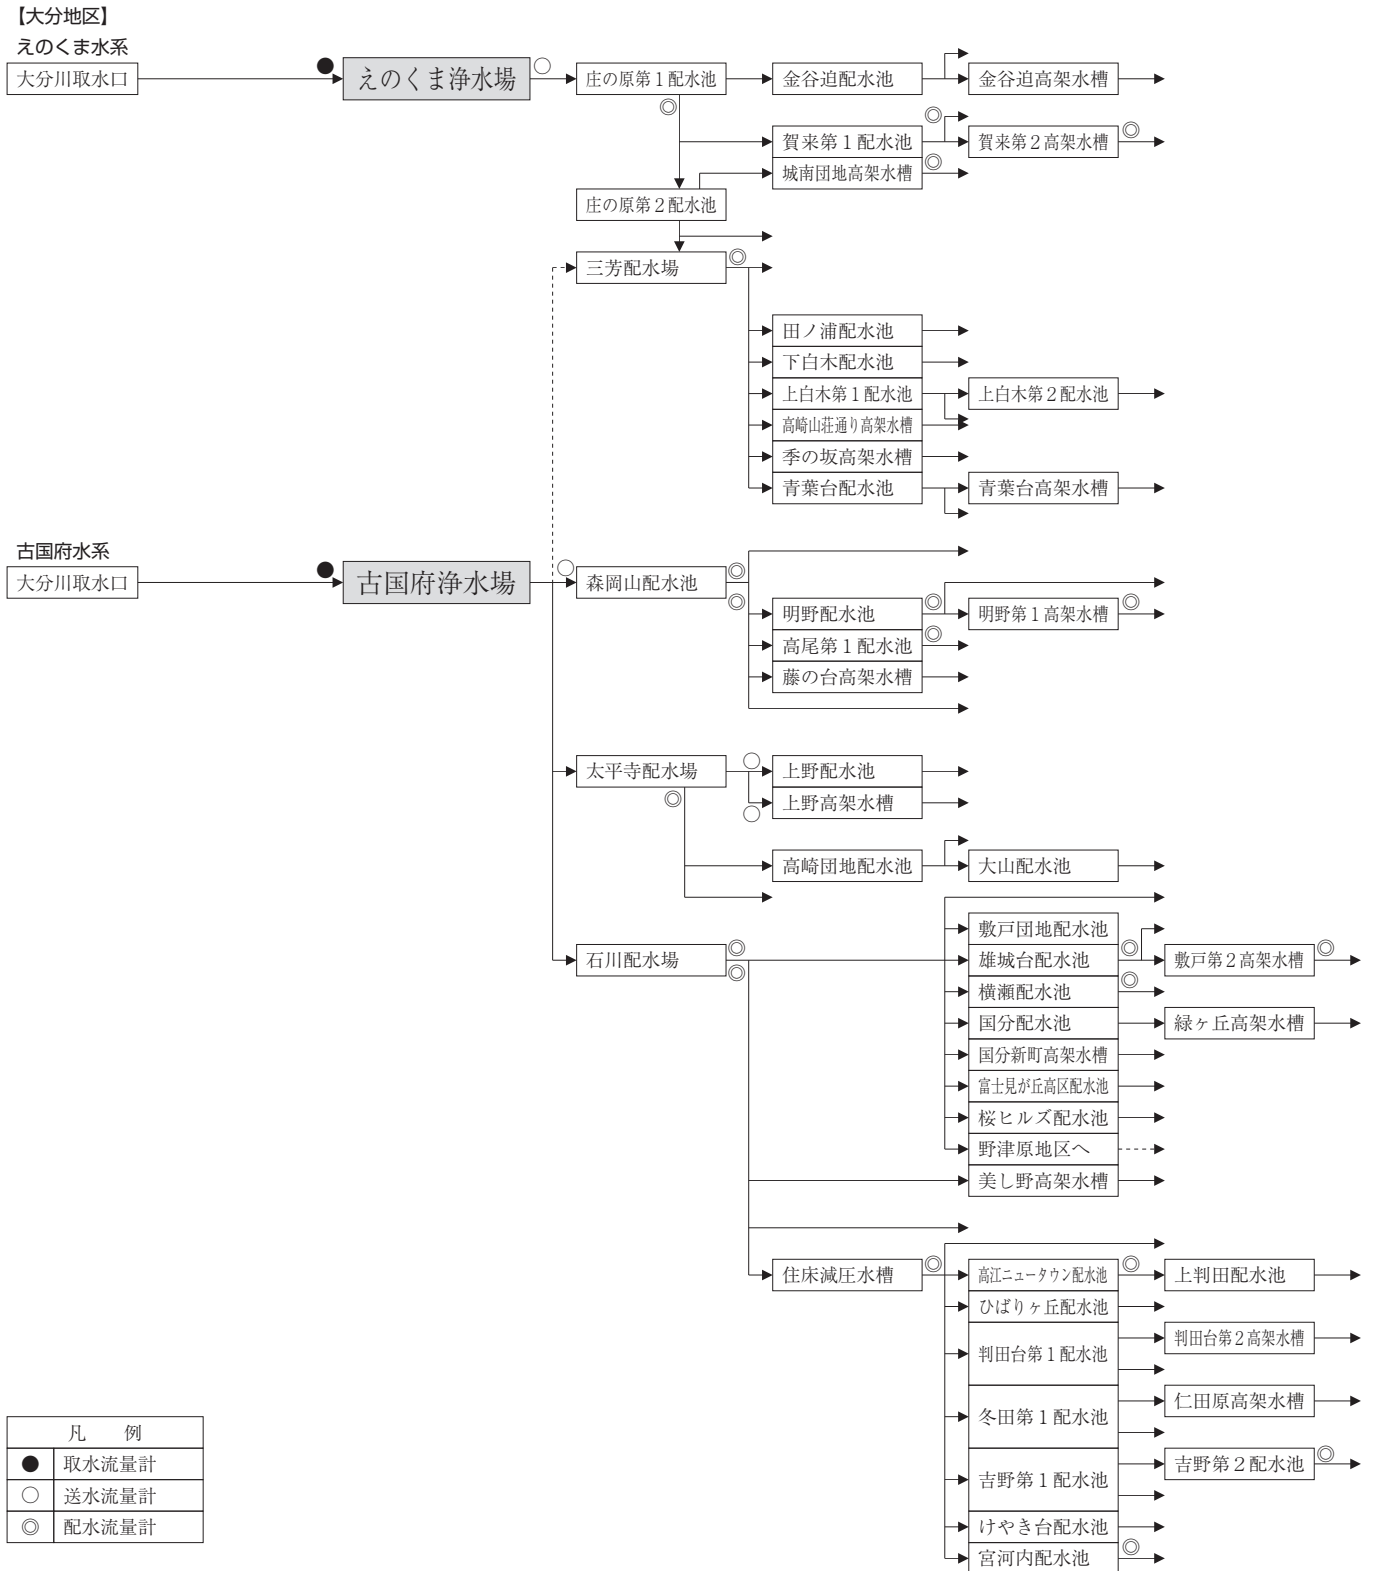 【大分地区】
えのくま水系
大分川取水口
えのくま浄水場
庄の原第1配水池
金谷迫配水池
金谷迫高架水槽
賀来第1配水池
賀来第2高架水槽
城南団地高架水槽
庄の原第2配水池
三芳配水場
田ノ浦配水池
下白木配水池
上白木第1配水池
上白木第2配水池
高崎山荘通り高架水槽
季の坂高架水槽
青葉台配水池
青葉台高架水槽
古国府水系
大分川取水口
古国府浄水場
森岡山配水池
明野配水池
明野第1高架水槽
高尾第1配水池
藤の台高架水槽
太平寺配水場
上野配水池
上野高架水槽
高崎団地配水池
大山配水池
敷戸団地配水池
石川配水場
雄城台配水池
敷戸第2高架水槽
横瀬配水池
国分配水池
緑ヶ丘高架水槽
国分新町高架水槽
富士見が丘高区配水池
桜ヒルズ配水池
野津原地区へ
美し野高架水槽
住床減圧水槽
高江ニュータウン配水池
上判田配水池
ひばりヶ丘配水池
判田台第1配水池
判田台第2高架水槽
冬田第1配水池
仁田原高架水槽
吉野第1配水池
吉野第2配水池
けやき台配水池
宮河内配水池
凡 例
● 取水流量計
○ 送水流量計
◎ 配水流量計